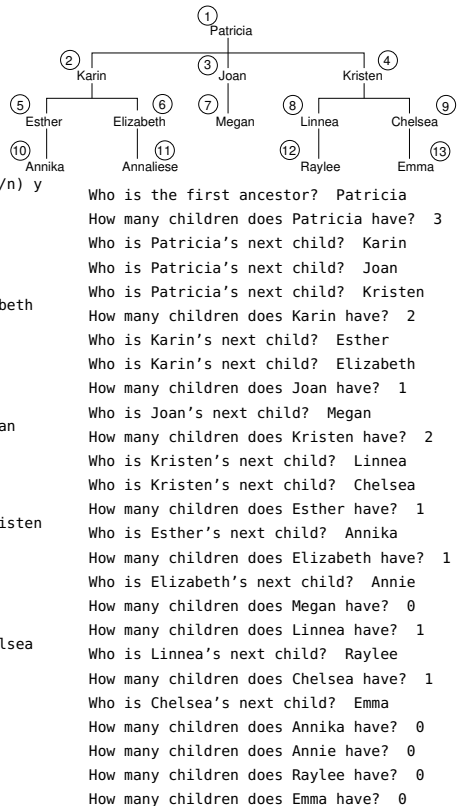 1
Patricia
2 3 4
Karin Joan Kristen
5 6 7 8 9
Esther Elizabeth Megan Linnea Chelsea
10 11 12 13
Annika Annaliese Raylee Emma
/n) y
Who is the first ancestor? Patricia
How many children does Patricia have? 3
Who is Patricia’s next child? Karin
Who is Patricia’s next child? Joan
Who is Patricia’s next child? Kristen
beth
How many children does Karin have? 2
Who is Karin’s next child? Esther
Who is Karin’s next child? Elizabeth
How many children does Joan have? 1
Who is Joan’s next child? Megan
an
How many children does Kristen have? 2
Who is Kristen’s next child? Linnea
Who is Kristen’s next child? Chelsea
How many children does Esther have? 1
isten
Who is Esther’s next child? Annika
How many children does Elizabeth have? 1
Who is Elizabeth’s next child? Annie
How many children does Megan have? 0
How many children does Linnea have? 1
lsea
Who is Linnea’s next child? Raylee
How many children does Chelsea have? 1
Who is Chelsea’s next child? Emma
How many children does Annika have? 0
How many children does Annie have? 0
How many children does Raylee have? 0
How many children does Emma have? 0